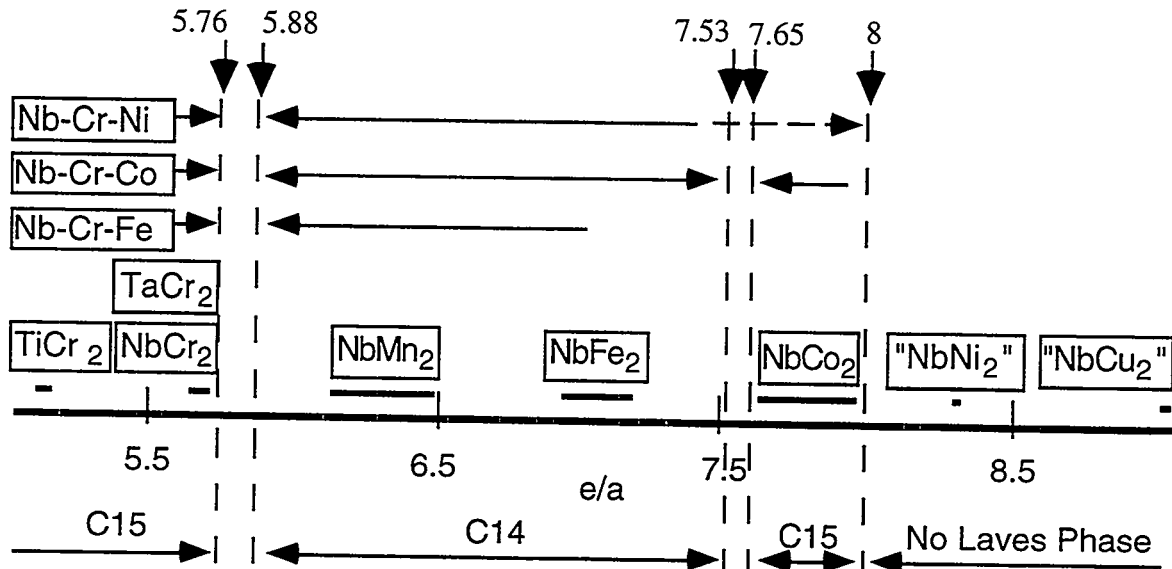 5.76 5.88 7.53 7.65 8
Nb-Cr-Ni
Nb-Cr-Co
Nb-Cr-Fe
TaCr2
TiCr2 NbCr2 NbMn2 NbFe2 NbCo2 "NbNi2" "NbCu2"
5.5 6.5 7.5 8.5
e/a
C15 C14 C15 No Laves Phase